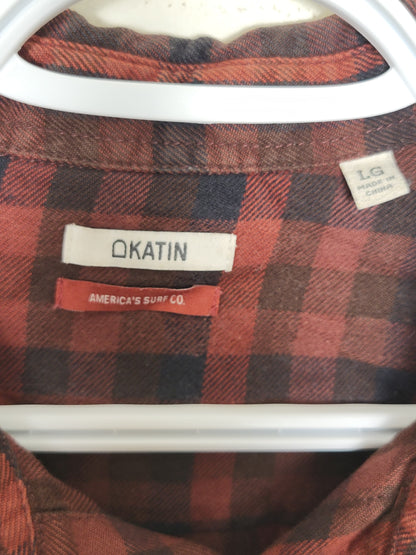 LG
MADE IN
CHINA
KATIN
AMERICA'S SURF CO.